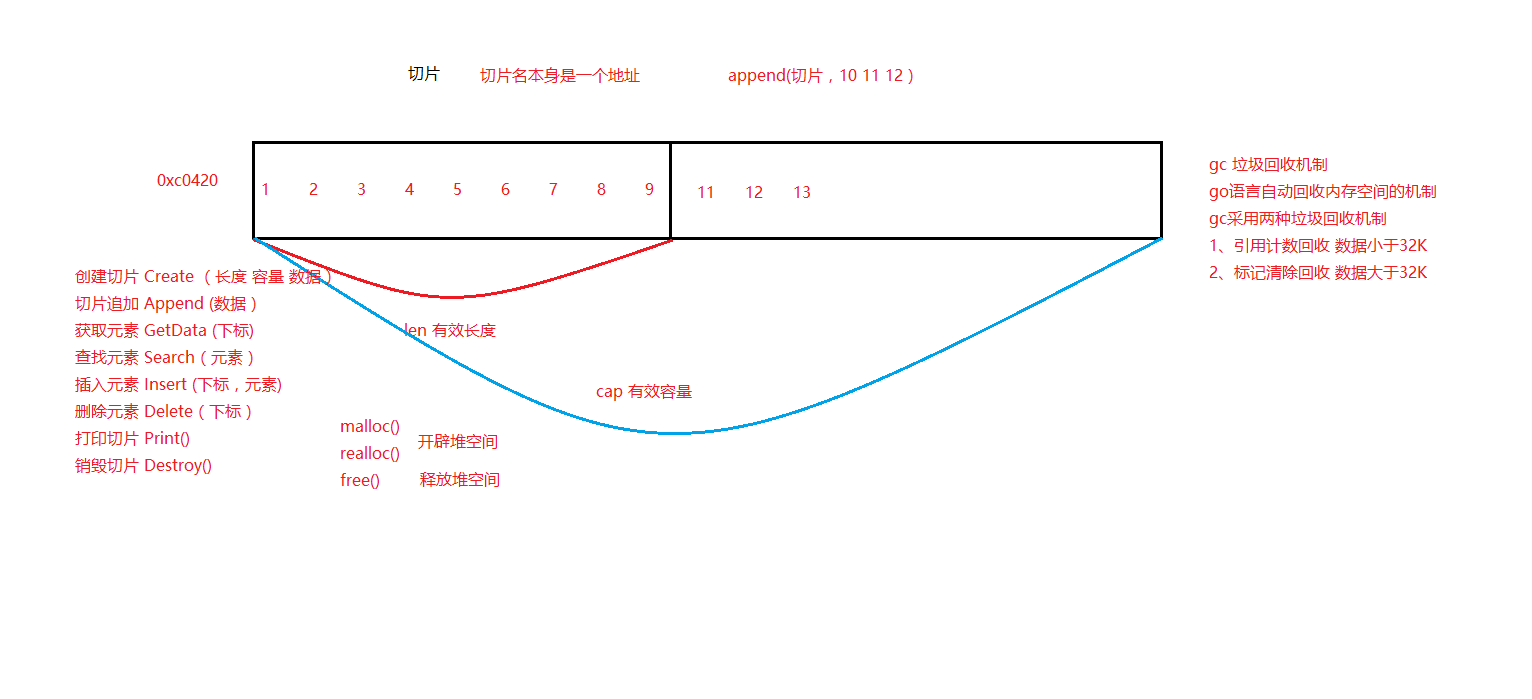 切片 切片名本身是一个地址 append(切片，10 11 12 )
0xc0420 1 2 3 4 5 6 7 8 9 11 12 13
gc 垃圾回收机制
go语言自动回收内存空间的机制
gc采用两种垃圾回收机制
1、引用计数回收 数据小于32K
2、标记清除回收 数据大于32K
创建切片 Create （ 长度 容量 数据 ）
切片追加 Append (数据 )
获取元素 GetData (下标)
查找元素 Search ( 元素 )
插入元素 Insert (下标，元素)
删除元素 Delete ( 下标 )
打印切片 Print()
销毁切片 Destroy()
len 有效长度
cap 有效容量
malloc()
realloc()
开辟堆空间
free() 释放堆空间